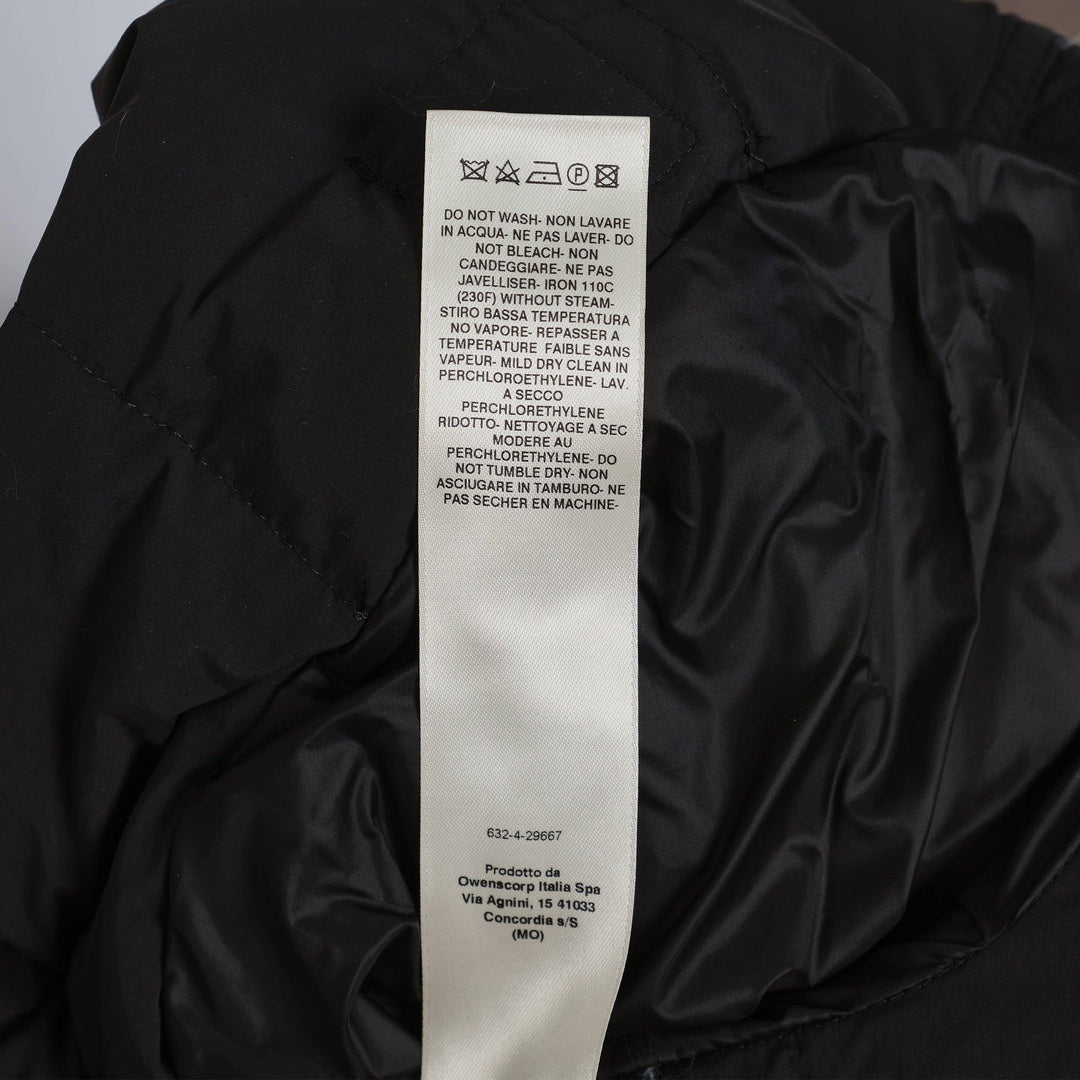 P
DO NOT WASH- NON LAVARE
IN ACQUA- NE PAS LAVER- DO
NOT BLEACH- NON
CANDEGGIARE- NE PAS
JAVELLISER- IRON 110C
(230F) WITHOUT STEAM-
STIRO BASSA TEMPERATURA
NO VAPORE- REPASSER A
TEMPERATURE FAIBLE SANS
VAPEUR- MILD DRY CLEAN IN
PERCHLOROETHYLENE- LAV.
A SECCO
PERCHLORETHYLENE
RIDOTTO- NETTOYAGE A SEC
MODERE AU
PERCHLORETHYLENE- DO
NOT TUMBLE DRY- NON
ASCIUGARE IN TAMBURO- NE
PAS SECHER EN MACHINE-
632-4-29667
Prodotto da
Owenscorp Italia Spa
Via Agnini, 15 41033
Concordia s/S
(MO)